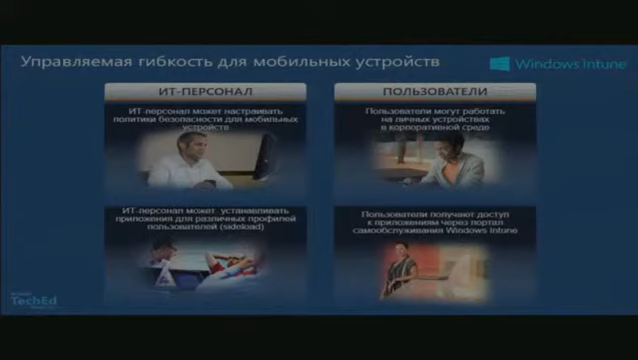 Управляемая гибкость для мобильных устройств
Windows Intune
ИТ-ПЕРСОНАЛ
ИТ-персонал может настраивать
политики безопасности для мобильных
устройств
ИТ-персонал может устанавливать
приложения для различных профилей
пользователей (sideload)
ПОЛЬЗОВАТЕЛИ
Пользователи могут работать
на личных устройствах
в корпоративной среде
Пользователи получают доступ
к приложениям через портал
самообслуживания Windows Intune
TechEd